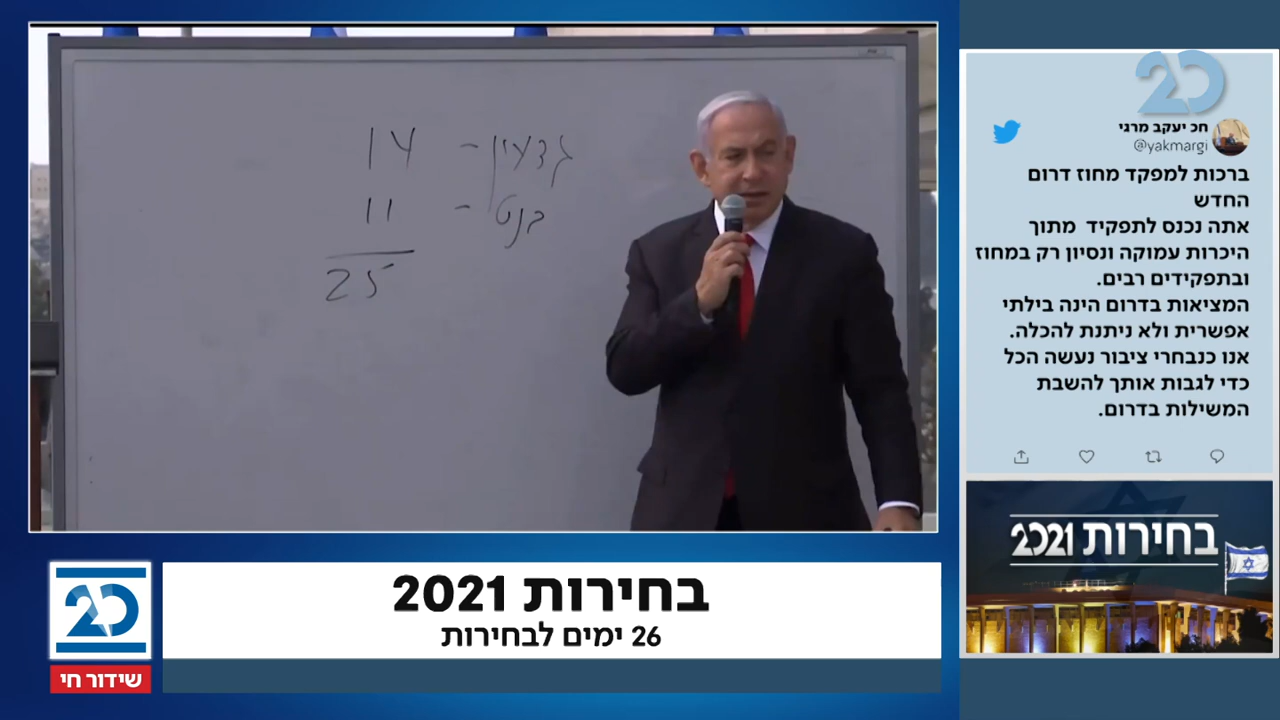 גדעון - 14
בנט - 11
25
20
חכ יעקב מרגי
@yakmargi
ברכות למפקד מחוז דרום
החדש
אתה נכנס לתפקיד מתוך
היכרות עמוקה ונסיון רק במחוז
ובתפקידים רבים.
המציאות בדרום הינה בילתי
אפשרית ולא ניתנת להכלה.
אנו כנבחרי ציבור נעשה הכל
כדי לגבות אותך להשבת
המשילות בדרום.
בחירות 2021
בחירות 2021
26 ימים לבחירות
20
שידור חי